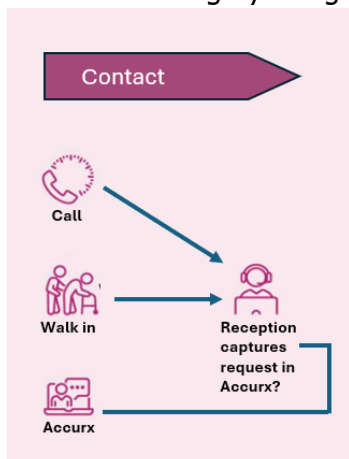 Contact
Call
Walk in
Reception
captures
request in
Accurx?
Accurx